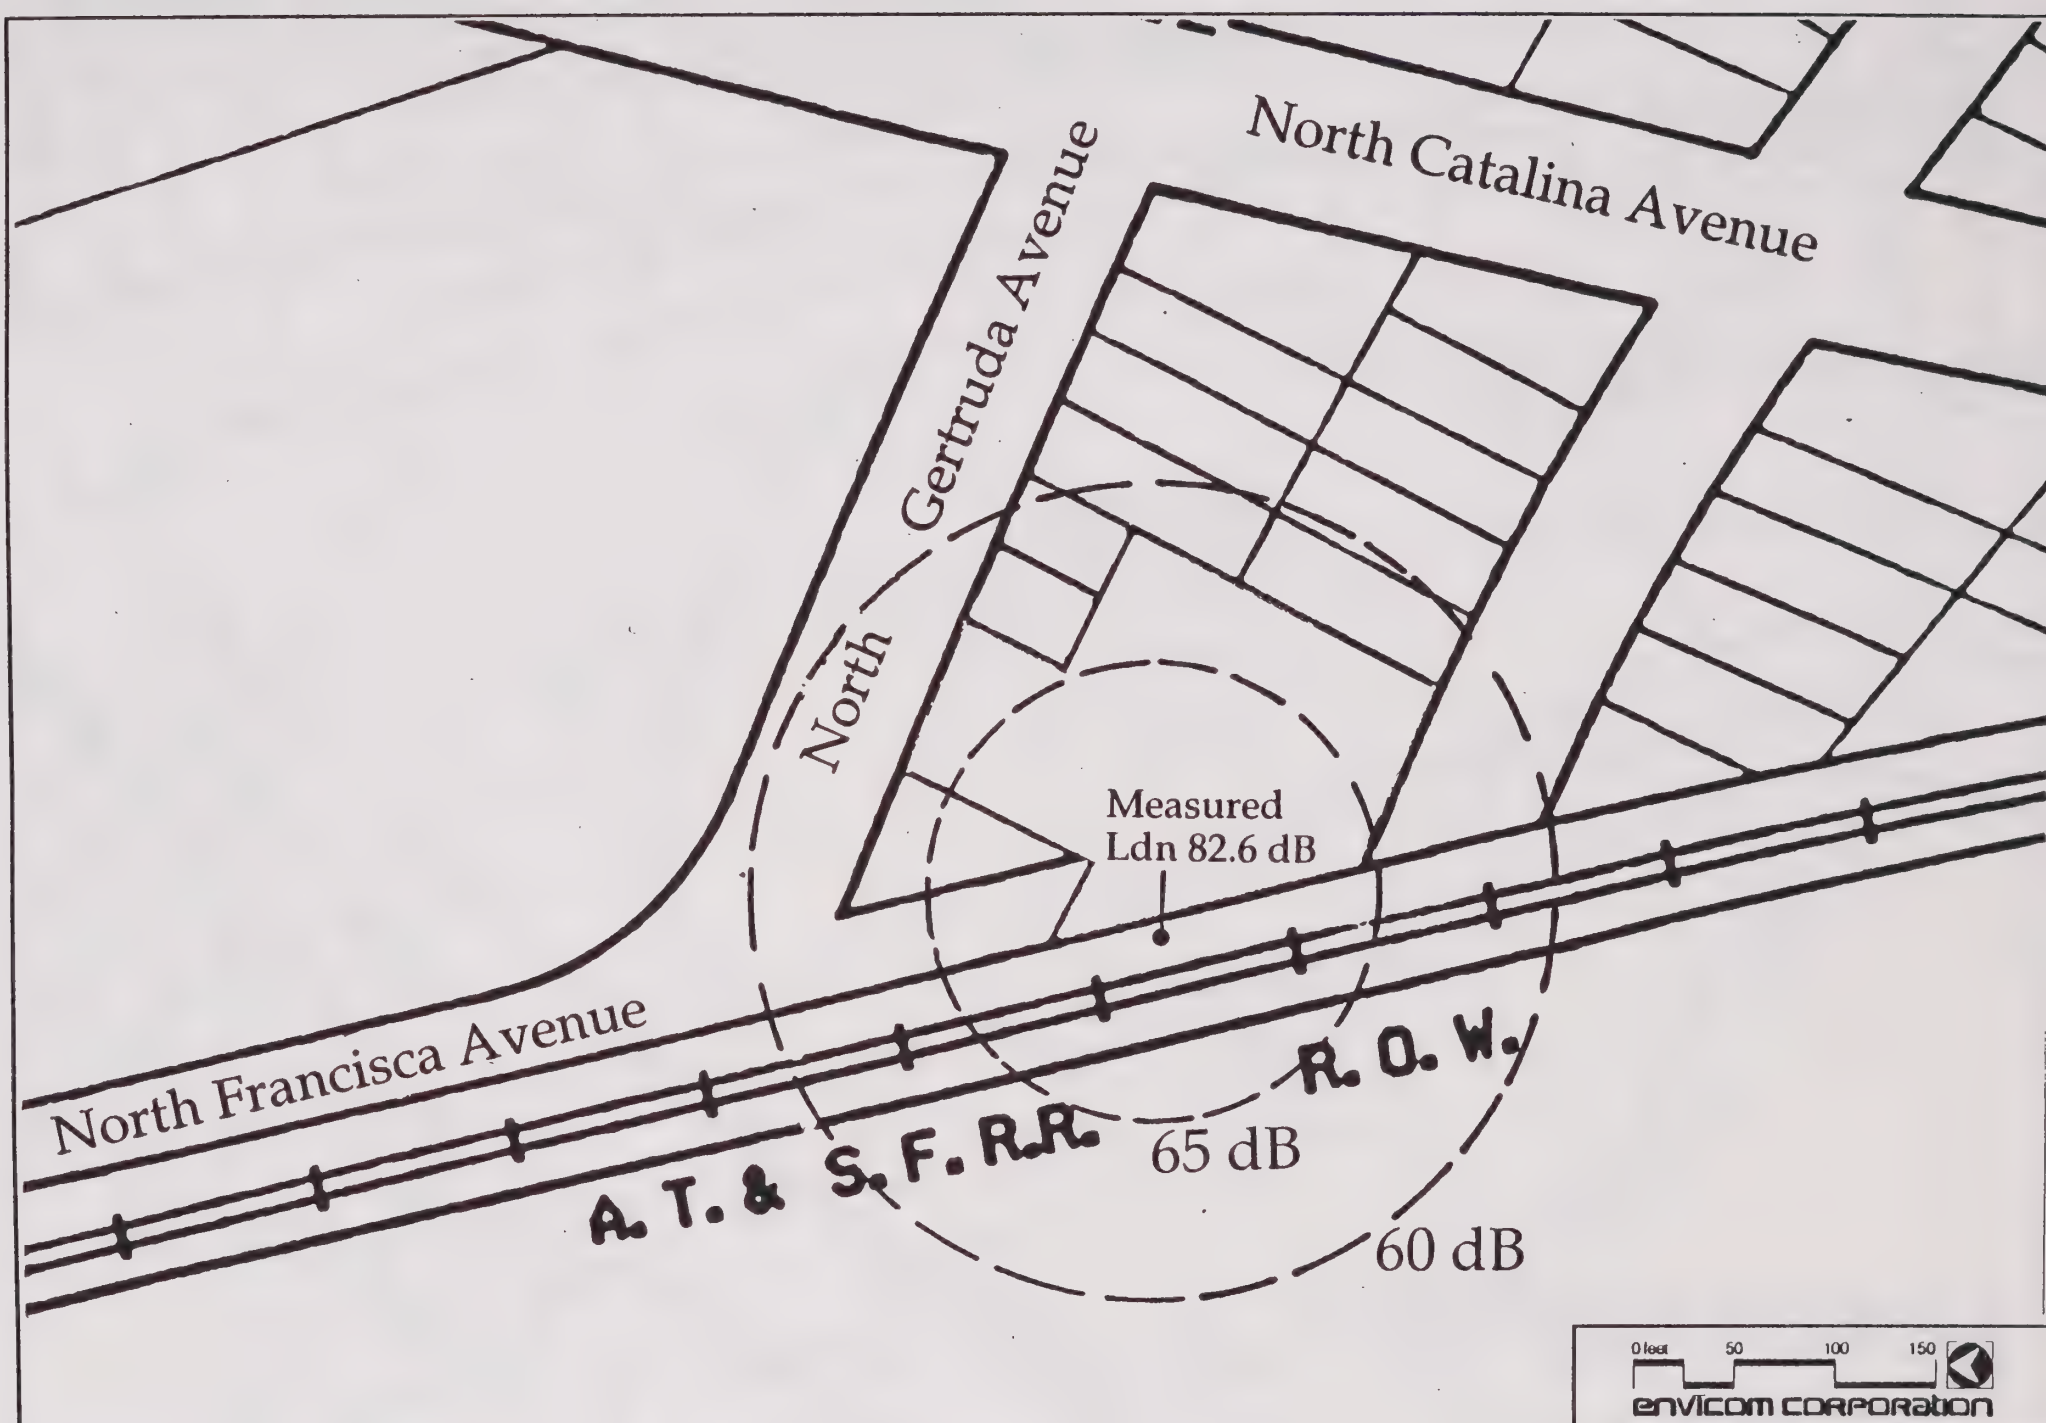 North Catalina Avenue
North Gertruda Avenue
Measured
Ldn 82.6 dB
North Francisca Avenue
A. T. & S. F. R.R. R. O. W.
65 dB
60 dB
0 feet 50 100 150
envicom corporation